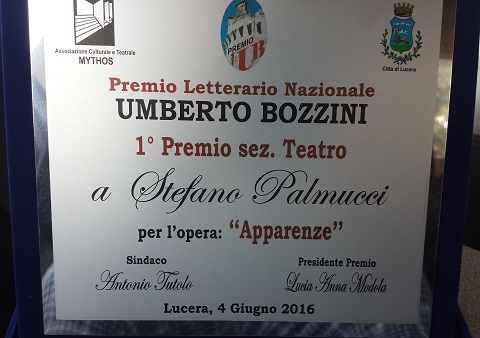 Associazione Culturale e Teatrale
MYTHOS
PREMIO
UB
Città di Lucera
Premio Letterario Nazionale
UMBERTO BOZZINI
1° Premio sez. Teatro
a Stefano Palmucci
per l'opera: “Apparenze”
Sindaco
Antonio Tutolo
Presidente Premio
Lucia Anna Modola
Lucera, 4 Giugno 2016